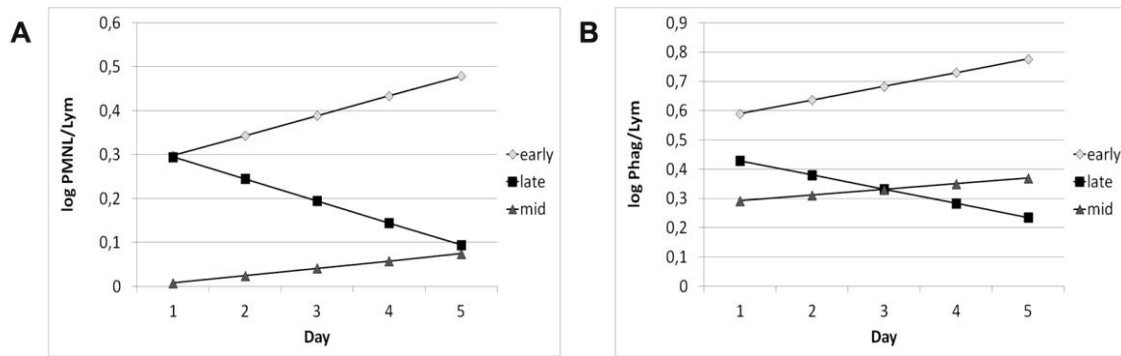 A
log PMNL/Lym
0,6
0,5
0,4
0,3
0,2
0,1
0
1 2 3 4 5
Day
early
late
mid
B
log Phag/Lym
0,9
0,8
0,7
0,6
0,5
0,4
0,3
0,2
0,1
0
1 2 3 4 5
Day
early
late
mid